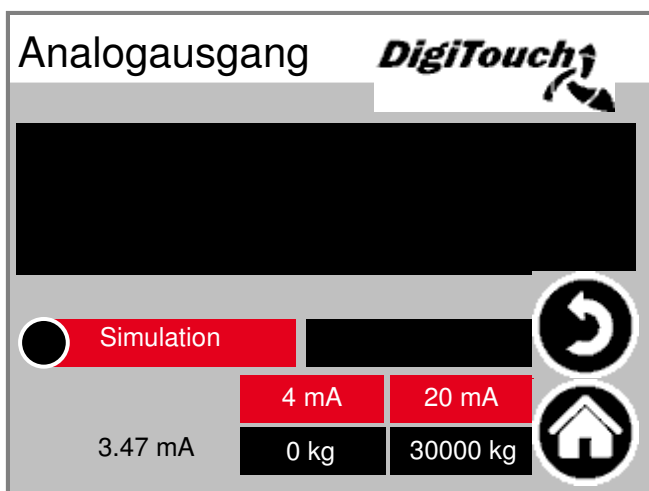 Analogausgang
DigiTouch
Simulation
4 mA
20 mA
3.47 mA
0 kg
30000 kg